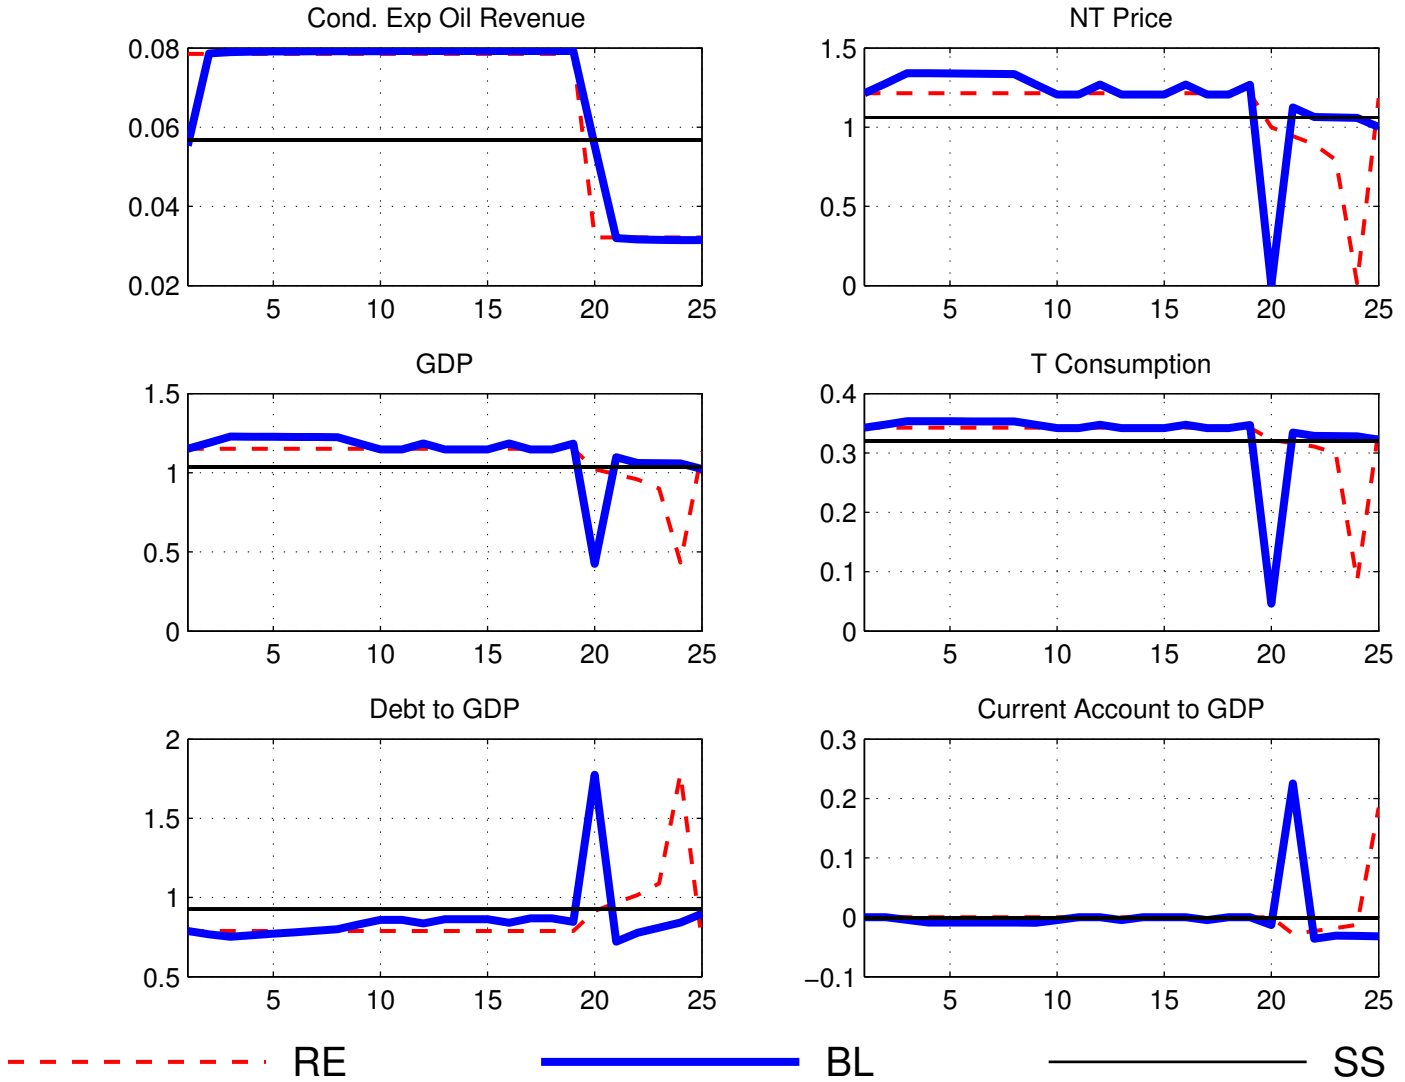 Cond. Exp Oil Revenue
0.08
0.06
0.04
0.02
5 10 15 20 25
NT Price
1.5
1
0.5
0
5 10 15 20 25
GDP
1.5
1
0.5
0
5 10 15 20 25
T Consumption
0.4
0.3
0.2
0.1
0
5 10 15 20 25
Debt to GDP
2
1.5
1
0.5
5 10 15 20 25
Current Account to GDP
0.3
0.2
0.1
0
−0.1
5 10 15 20 25
RE BL SS